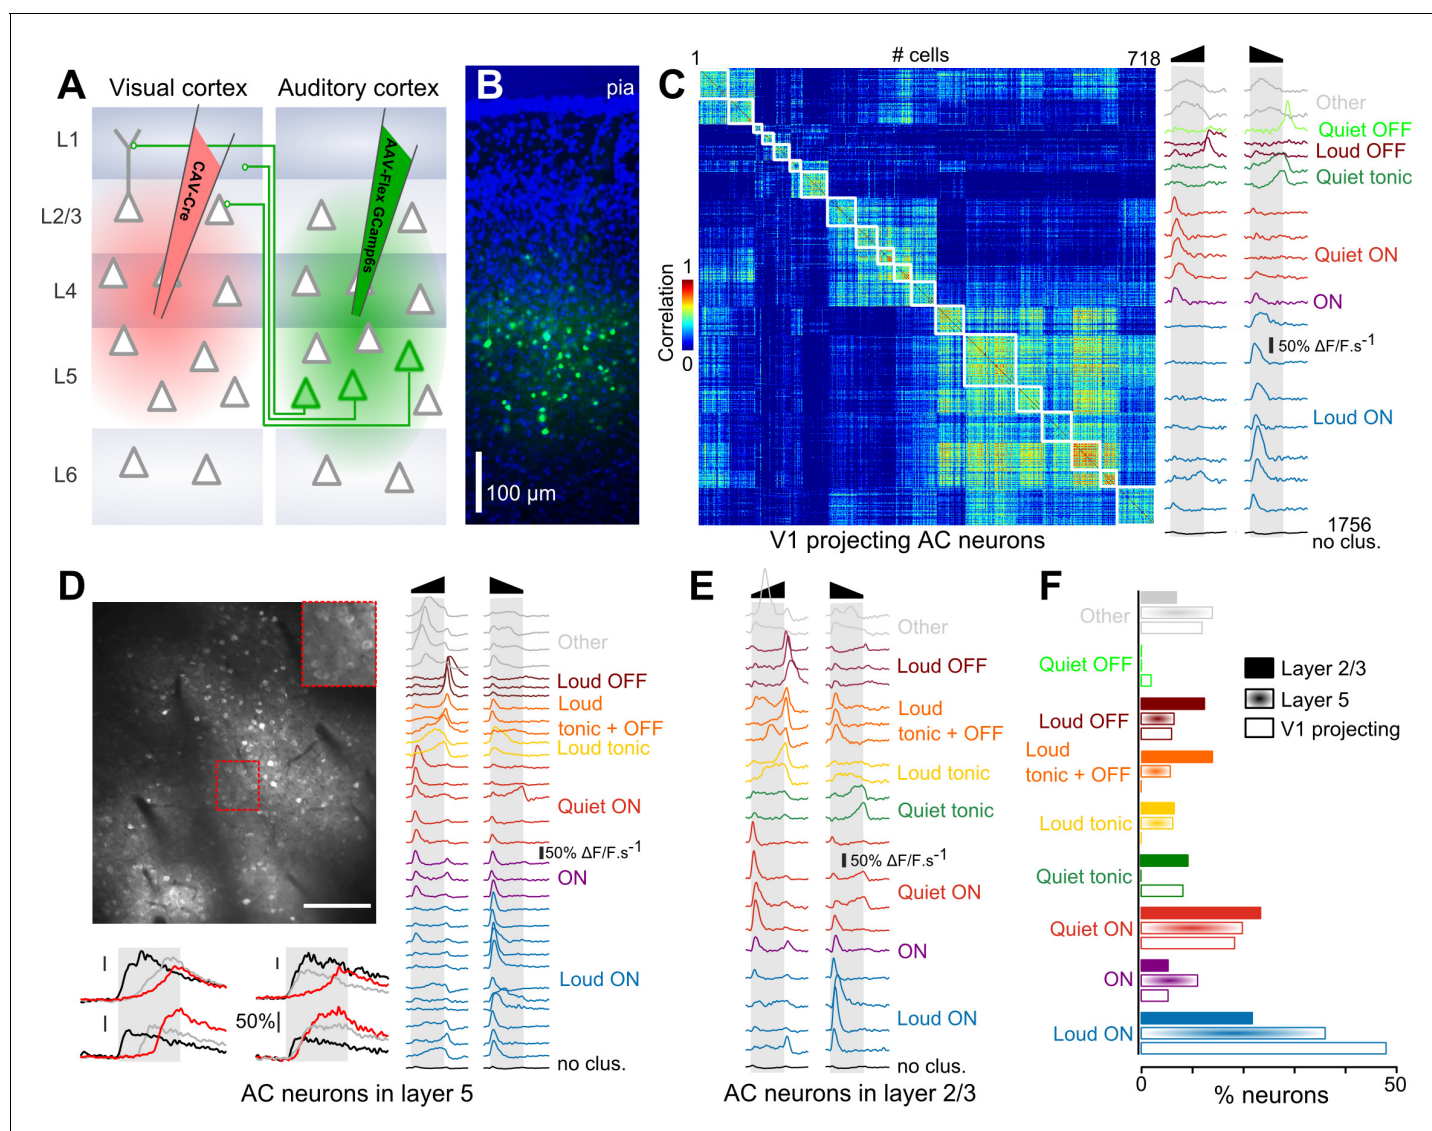 A
Visual cortex
Auditory cortex
L1
L2/3
L4
L5
L6
CAV-Cre
AAV-Flex GCamp6s
B
pia
100 µm
C
1
# cells
718
Correlation
1
0
V1 projecting AC neurons
Other
Quiet OFF
Loud OFF
Quiet tonic
Quiet ON
ON
50% ΔF/F.s-1
Loud ON
1756
no clus.
D
50%
Other
Loud OFF
Loud
tonic + OFF
Loud tonic
Quiet ON
50% ΔF/F.s-1
ON
Loud ON
no clus.
AC neurons in layer 5
E
Other
Loud OFF
Loud
tonic + OFF
Loud tonic
Quiet tonic
50% ΔF/F.s-1
Quiet ON
ON
Loud ON
no clus.
AC neurons in layer 2/3
F
Other
Quiet OFF
Loud OFF
Loud
tonic + OFF
Loud tonic
Quiet tonic
Quiet ON
ON
Loud ON
Layer 2/3
Layer 5
V1 projecting
0
50
% neurons